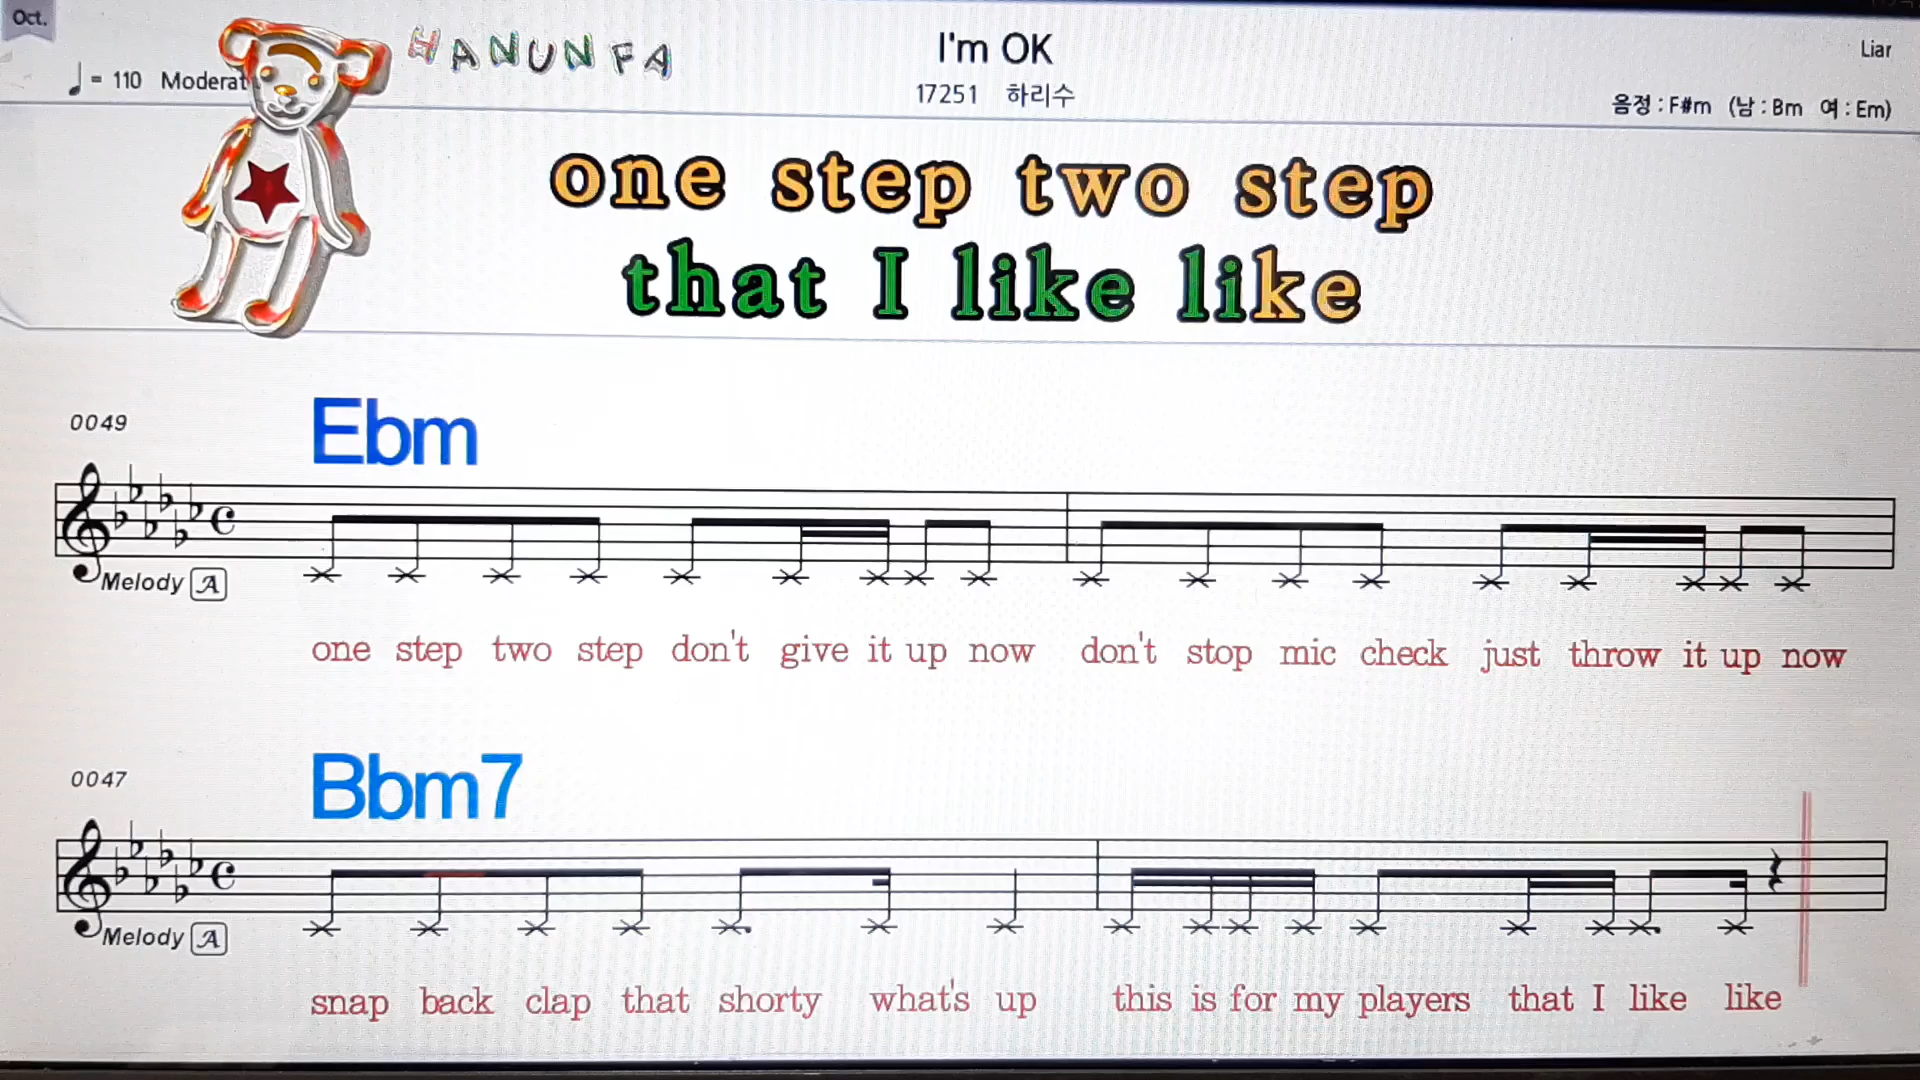 Oct.
HANUNFA
I'm OK
Liar
= 110 Moderat
17251 하리수
음정 : F#m (남 : Bm 여 : Em)
one step two step
that I like like
0049
Ebm
Melody A
one step two step don't give it up now don't stop mic check just throw it up now
0047
Bbm7
Melody A
snap back clap that shorty what's up this is for my players that I like like